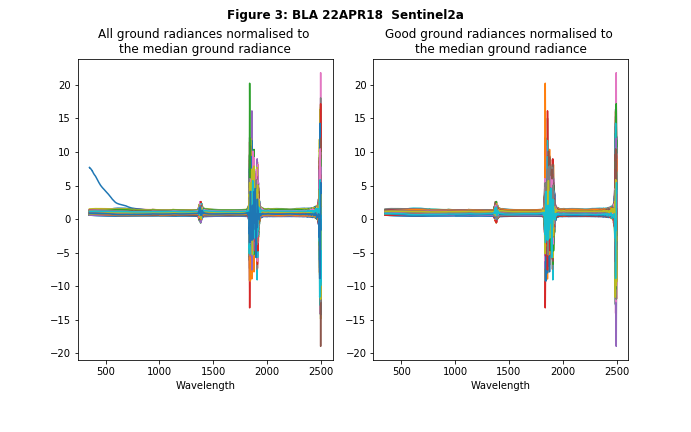 Figure 3: BLA 22APR18  Sentinel2a
All ground radiances normalised to
the median ground radiance
Good ground radiances normalised to
the median ground radiance
20
15
10
5
0
−5
−10
−15
−20
500 1000 1500 2000 2500
Wavelength
20
15
10
5
0
−5
−10
−15
−20
500 1000 1500 2000 2500
Wavelength